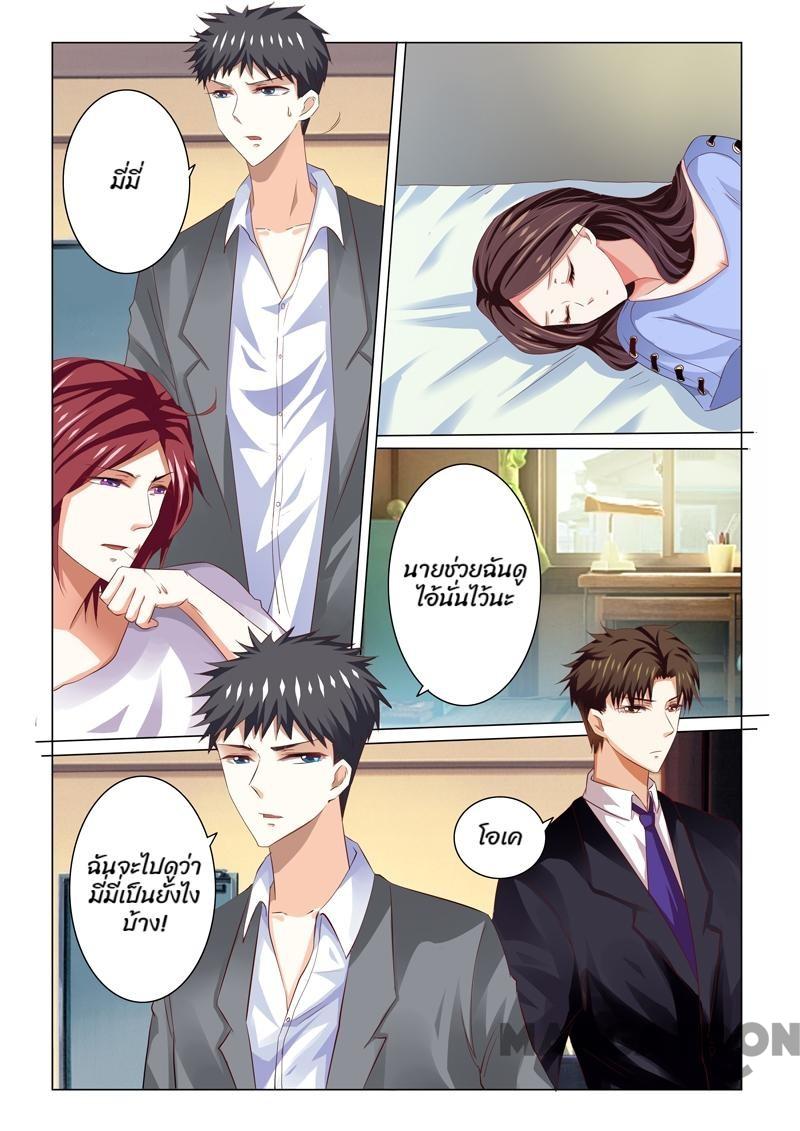 มี่มี่
นายช่วยฉันดู
ไอ้นั่นไว้นะ
โอเค
ฉันจะไปดูว่า
มี่มี่เป็นยังไง
บ้าง!